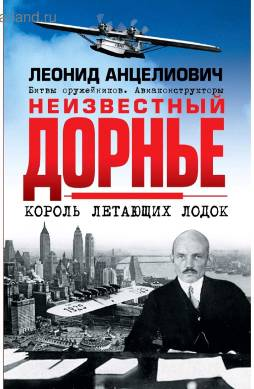 ЛЕОНИД АНЦЕЛИОВИЧ
Битвы оружейников. Авиаконструкторы
НЕИЗВЕСТНЫЙ
ДОРНЬЕ
КОРОЛЬ ЛЕТАЮЩИХ ЛОДОК